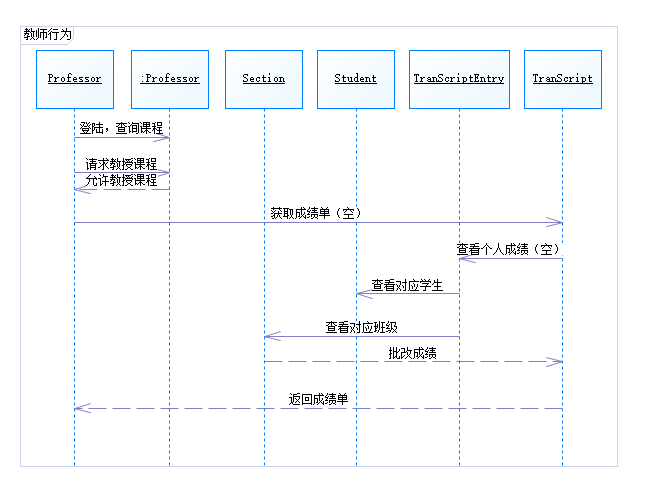 教师行为
Professor
:Professor
Section
Student
TranScriptEntry
TranScript
登陆，查询课程
请求教授课程
允许教授课程
获取成绩单（空）
查看个人成绩（空）
查看对应学生
查看对应班级
批改成绩
返回成绩单